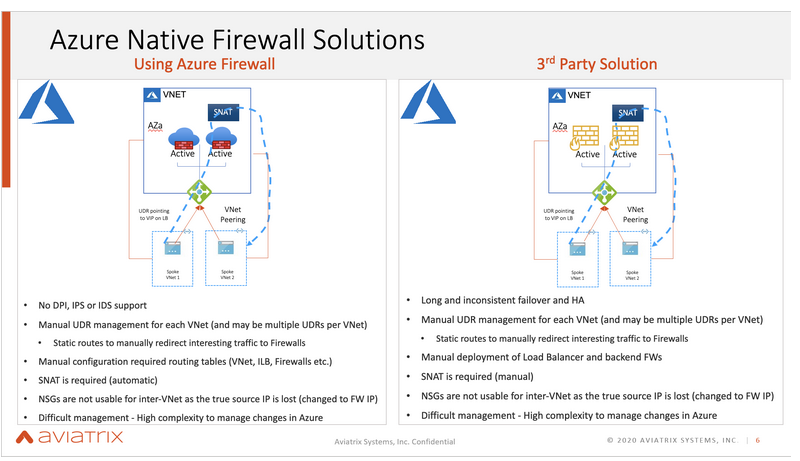 Azure Native Firewall Solutions
Using Azure Firewall
VNET
SNAT
AZa
Active
Active
UDR pointing
to VIP on LB
VNet
Peering
Spoke
VNet 1
Spoke
VNet 2
• No DPI, IPS or IDS support
• Manual UDR management for each VNet (and may be multiple UDRs per VNet)
• Static routes to manually redirect interesting traffic to Firewalls
• Manual configuration required routing tables (VNet, ILB, Firewalls etc.)
• SNAT is required (automatic)
• NSGs are not usable for inter-VNet as the true source IP is lost (changed to FW IP)
• Difficult management - High complexity to manage changes in Azure
3rd Party Solution
VNET
SNAT
AZa
Active
Active
UDR pointing
to VIP on LB
VNet
Peering
Spoke
VNet 1
Spoke
VNet 2
• Long and inconsistent failover and HA
• Manual UDR management for each VNet (and may be multiple UDRs per VNet)
• Static routes to manually redirect interesting traffic to Firewalls
• Manual deployment of Load Balancer and backend FWs
• SNAT is required (manual)
• NSGs are not usable for inter-VNet as the true source IP is lost (changed to FW IP)
• Difficult management - High complexity to manage changes in Azure
aviatrix
Aviatrix Systems, Inc. Confidential
© 2020 AVIATRIX SYSTEMS, INC. | 6